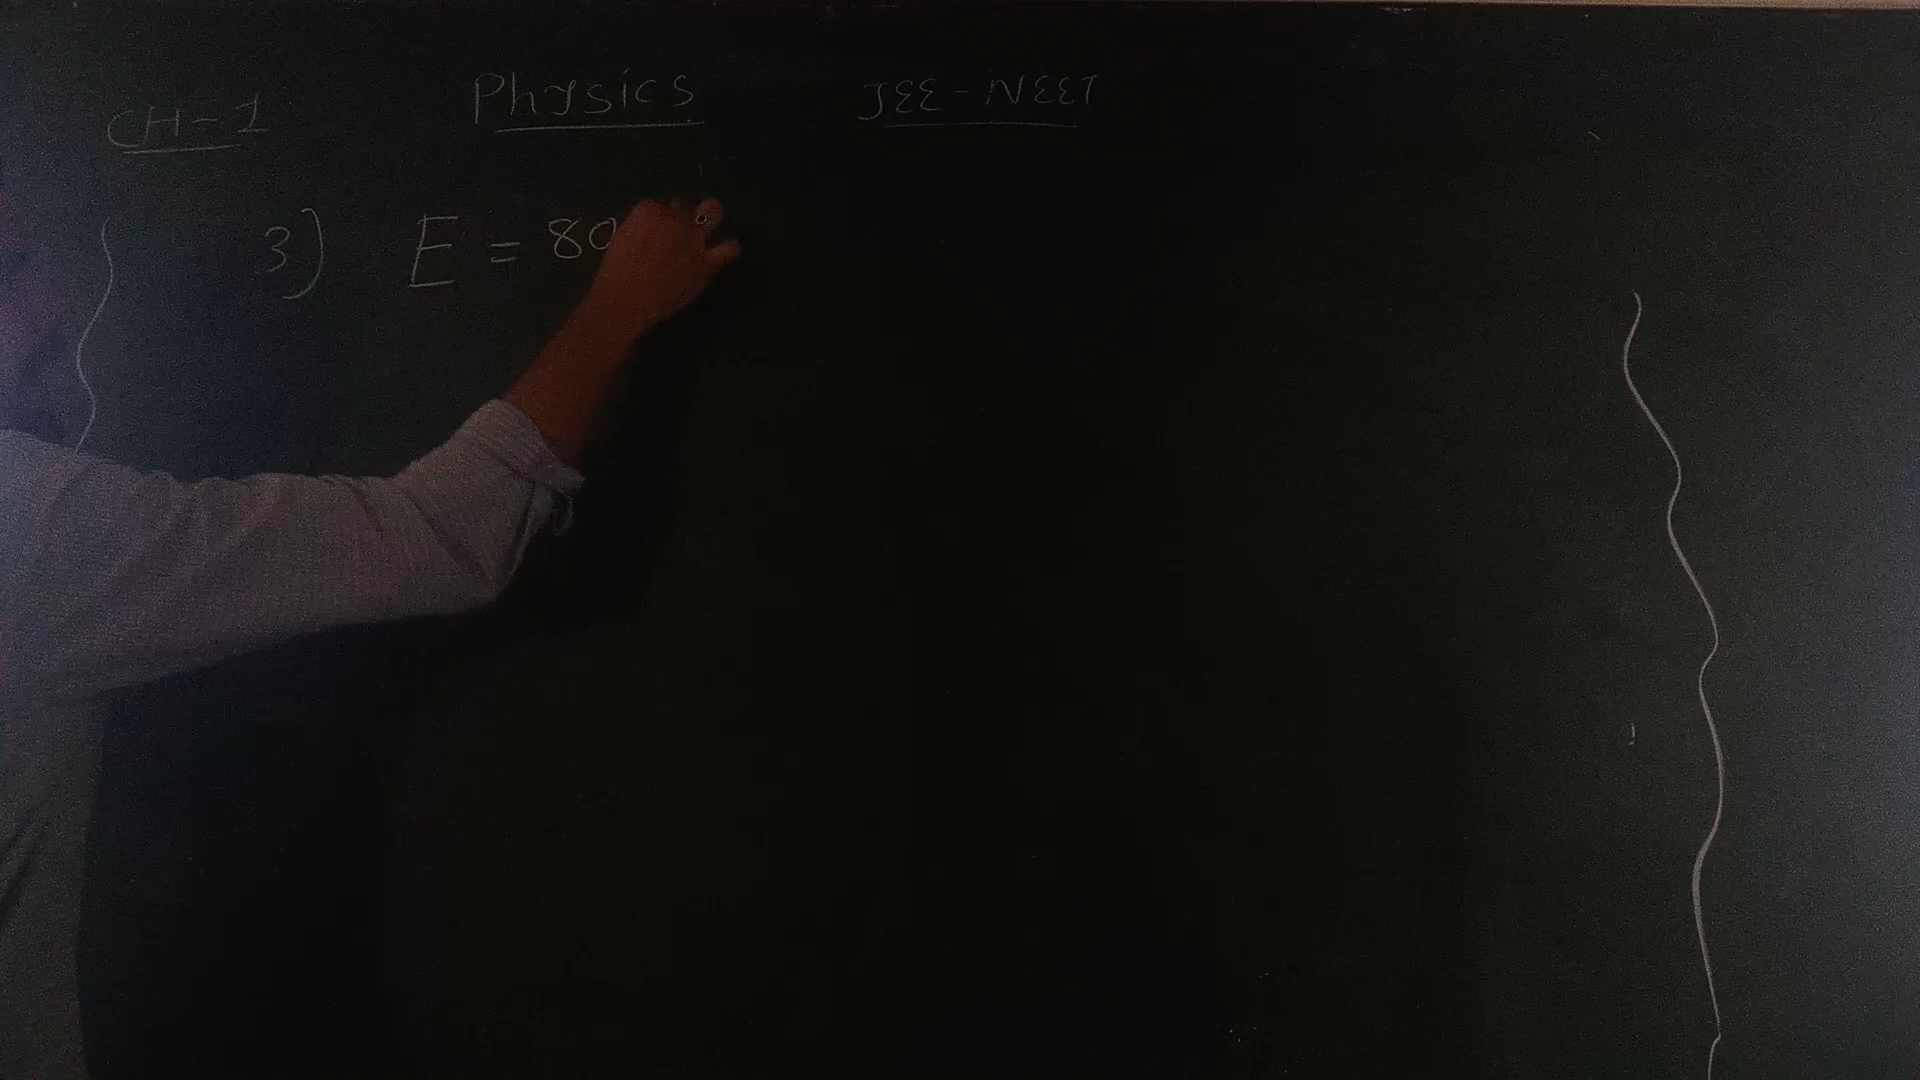 CH-1 Physics JEE-NEET
3) E = 80